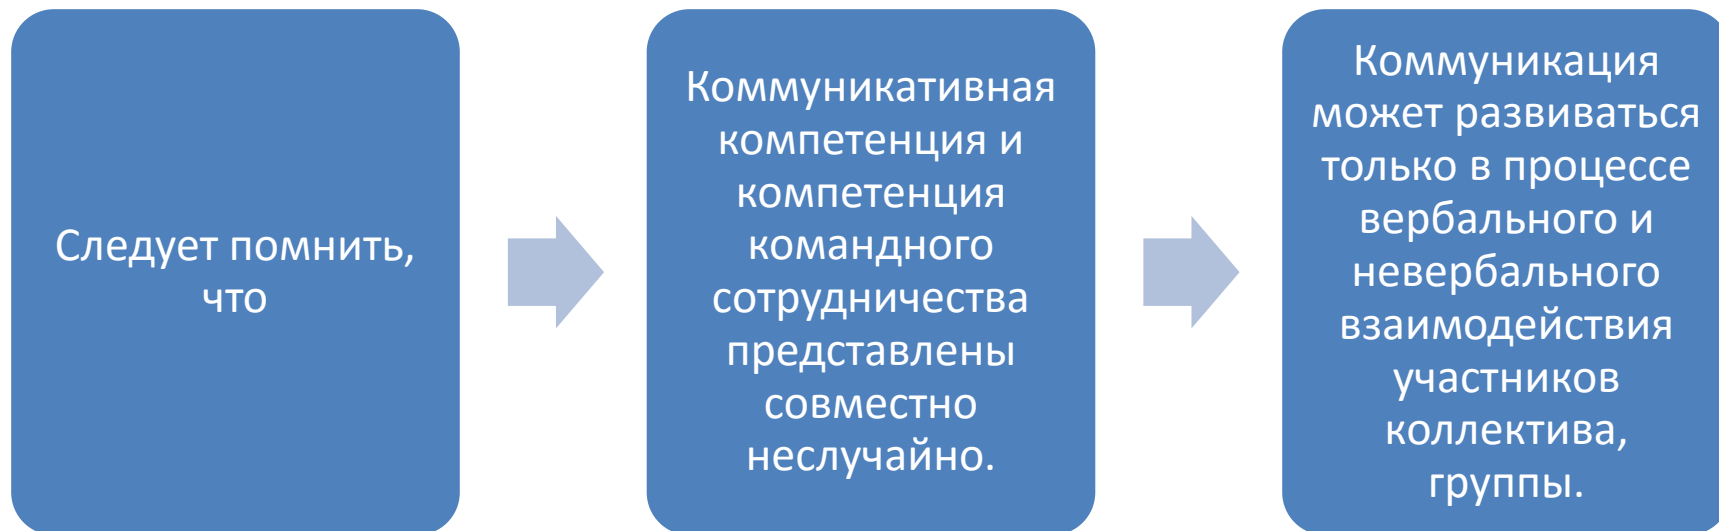 Следует помнить,
что
Коммуникативная
компетенция и
компетенция
командного
сотрудничества
представлены
совместно
неслучайно.
Коммуникация
может развиваться
только в процессе
вербального и
невербального
взаимодействия
участников
коллектива,
группы.